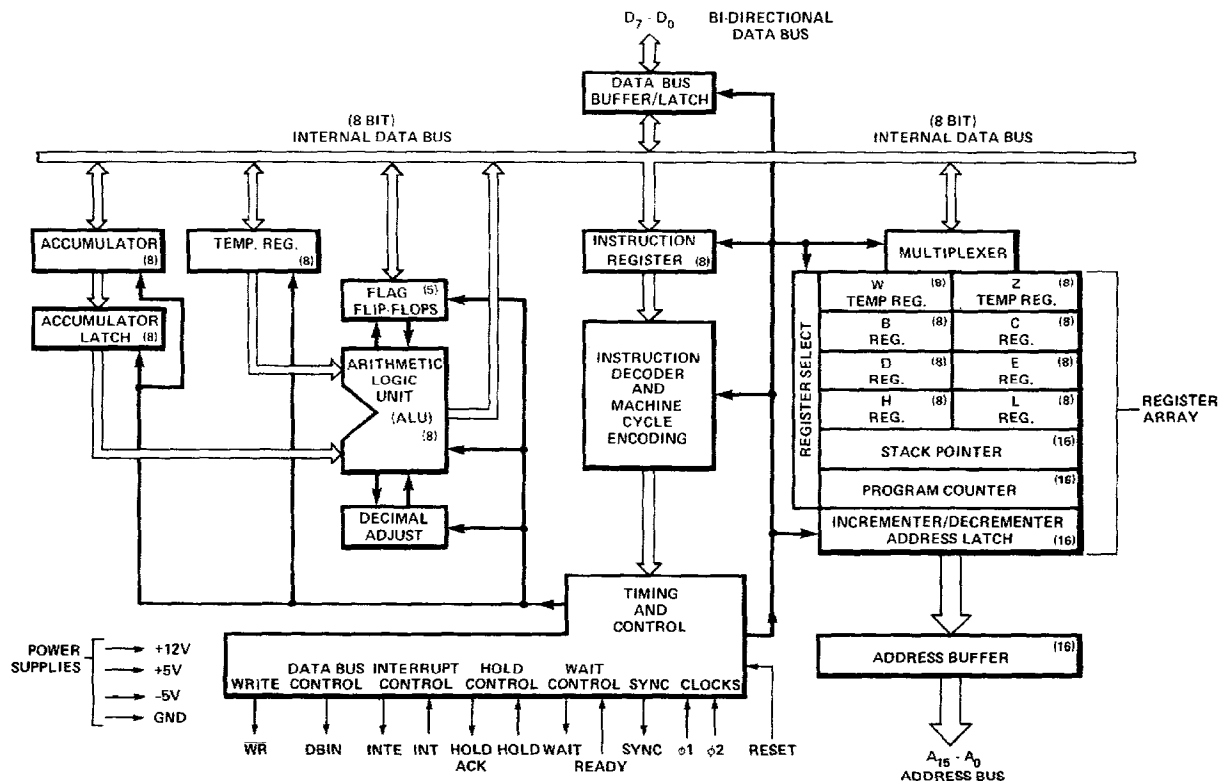 D7 - D0
BI-DIRECTIONAL
DATA BUS
DATA BUS
BUFFER/LATCH
(8 BIT)
INTERNAL DATA BUS
(8 BIT)
INTERNAL DATA BUS
ACCUMULATOR
(8)
TEMP. REG.
(8)
INSTRUCTION
REGISTER (8)
MULTIPLEXER
ACCUMULATOR
LATCH (8)
FLAG (5)
FLIP-FLOPS
ARITHMETIC
LOGIC
UNIT
(ALU)
(8)
DECIMAL
ADJUST
INSTRUCTION
DECODER
AND
MACHINE
CYCLE
ENCODING
REGISTER SELECT
W (8)
TEMP REG.
Z (8)
TEMP REG.
B (8)
REG.
C (8)
REG.
D (8)
REG.
E (8)
REG.
H (8)
REG.
L (8)
REG.
(16)
STACK POINTER
(16)
PROGRAM COUNTER
INCREMENTER/DECREMENTER
ADDRESS LATCH (16)
REGISTER
ARRAY
TIMING
AND
CONTROL
WRITE
DATA BUS
CONTROL
INTERRUPT
CONTROL
HOLD
CONTROL
WAIT
CONTROL
SYNC
CLOCKS
POWER
SUPPLIES
+12V
+5V
-5V
GND
W̅R̅
DBIN
INTE
INT
HOLD
ACK
HOLD
WAIT
READY
SYNC
φ1
φ2
RESET
ADDRESS BUFFER
(16)
A15 - A0
ADDRESS BUS